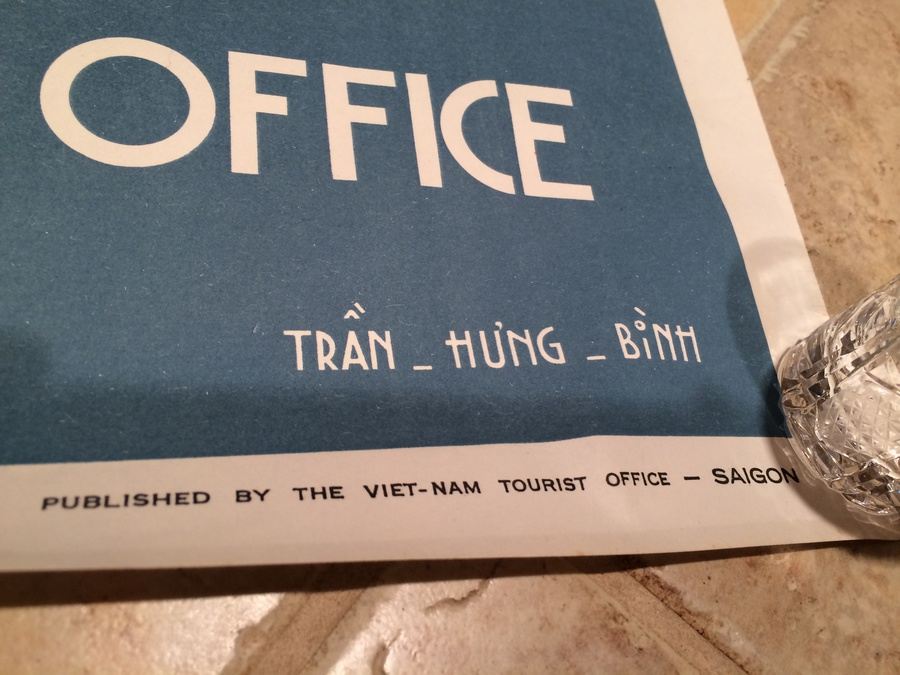 OFFICE
TRẦN _ HƯNG _ BÌNH
PUBLISHED BY THE VIET-NAM TOURIST OFFICE — SAIGON